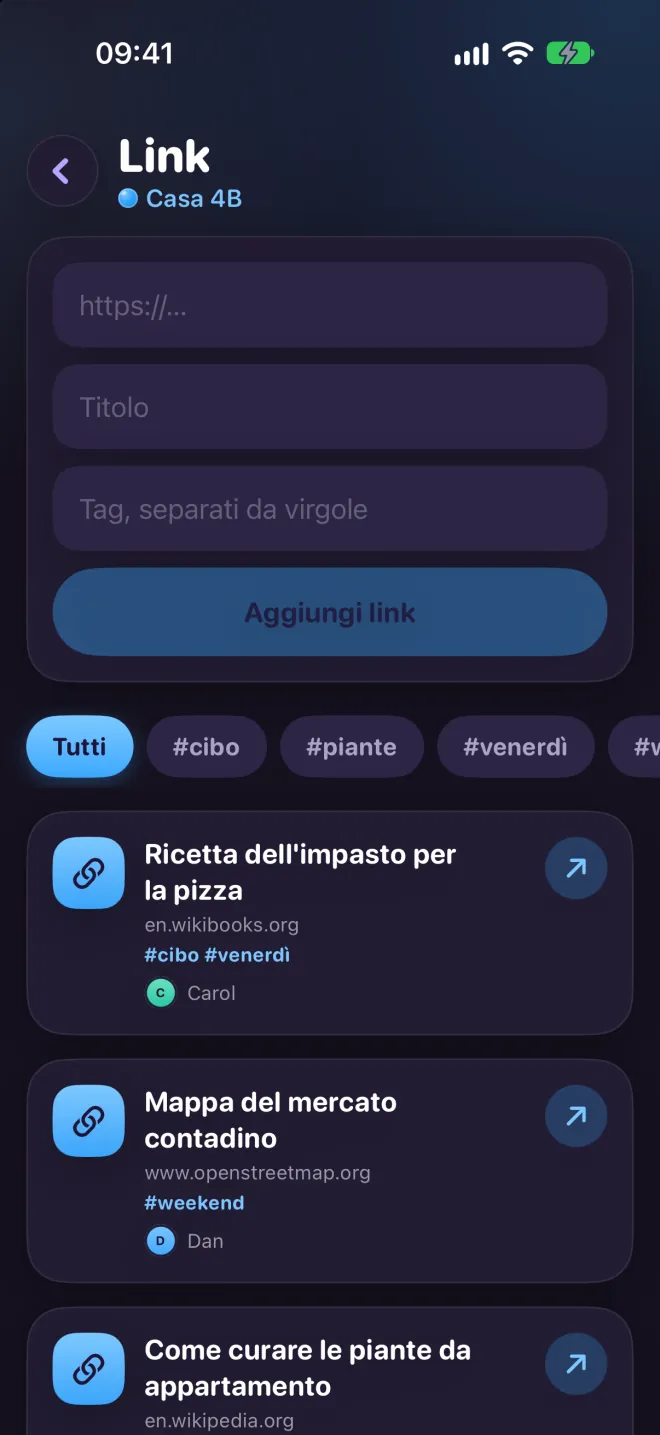 09:41
Link
Casa 4B
https://...
Titolo
Tag, separati da virgole
Aggiungi link
Tutti #cibo #piante #venerdì
Ricetta dell'impasto per
la pizza
en.wikibooks.org
#cibo #venerdì
C Carol
Mappa del mercato
contadino
www.openstreetmap.org
#weekend
D Dan
Come curare le piante da
appartamento
en.wikipedia.org